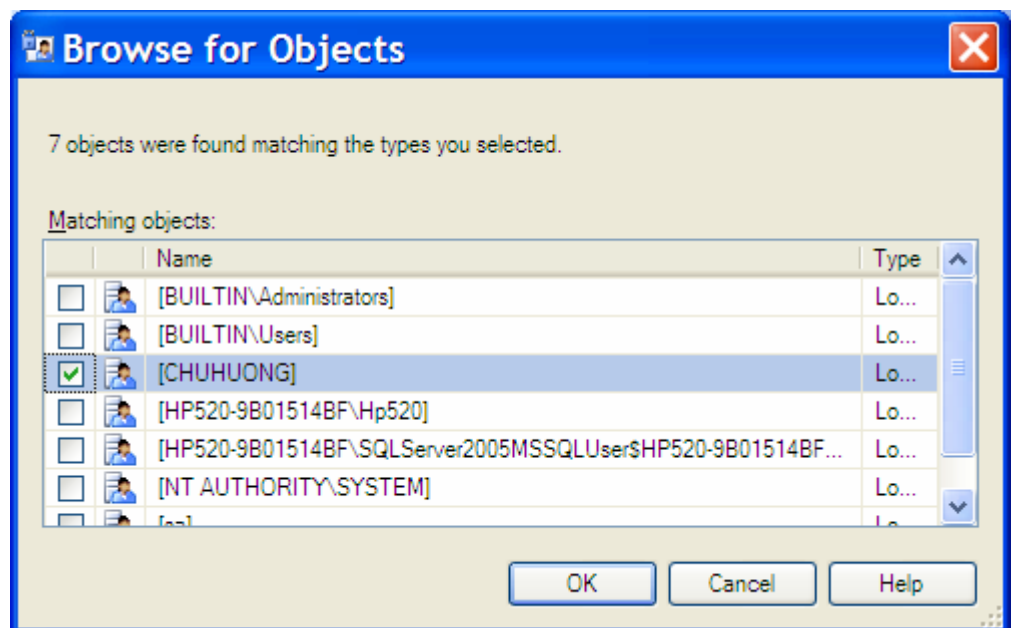 Browse for Objects
7 objects were found matching the types you selected.
Matching objects:
Name Type
[BUILTIN\Administrators] Lo...
[BUILTIN\Users] Lo...
[CHUHUONG] Lo...
[HP520-9B01514BF\Hp520] Lo...
[HP520-9B01514BF\SQLServer2005MSSQLUser$HP520-9B01514BF... Lo...
[NT AUTHORITY\SYSTEM] Lo...
[sa] Lo...
OK Cancel Help